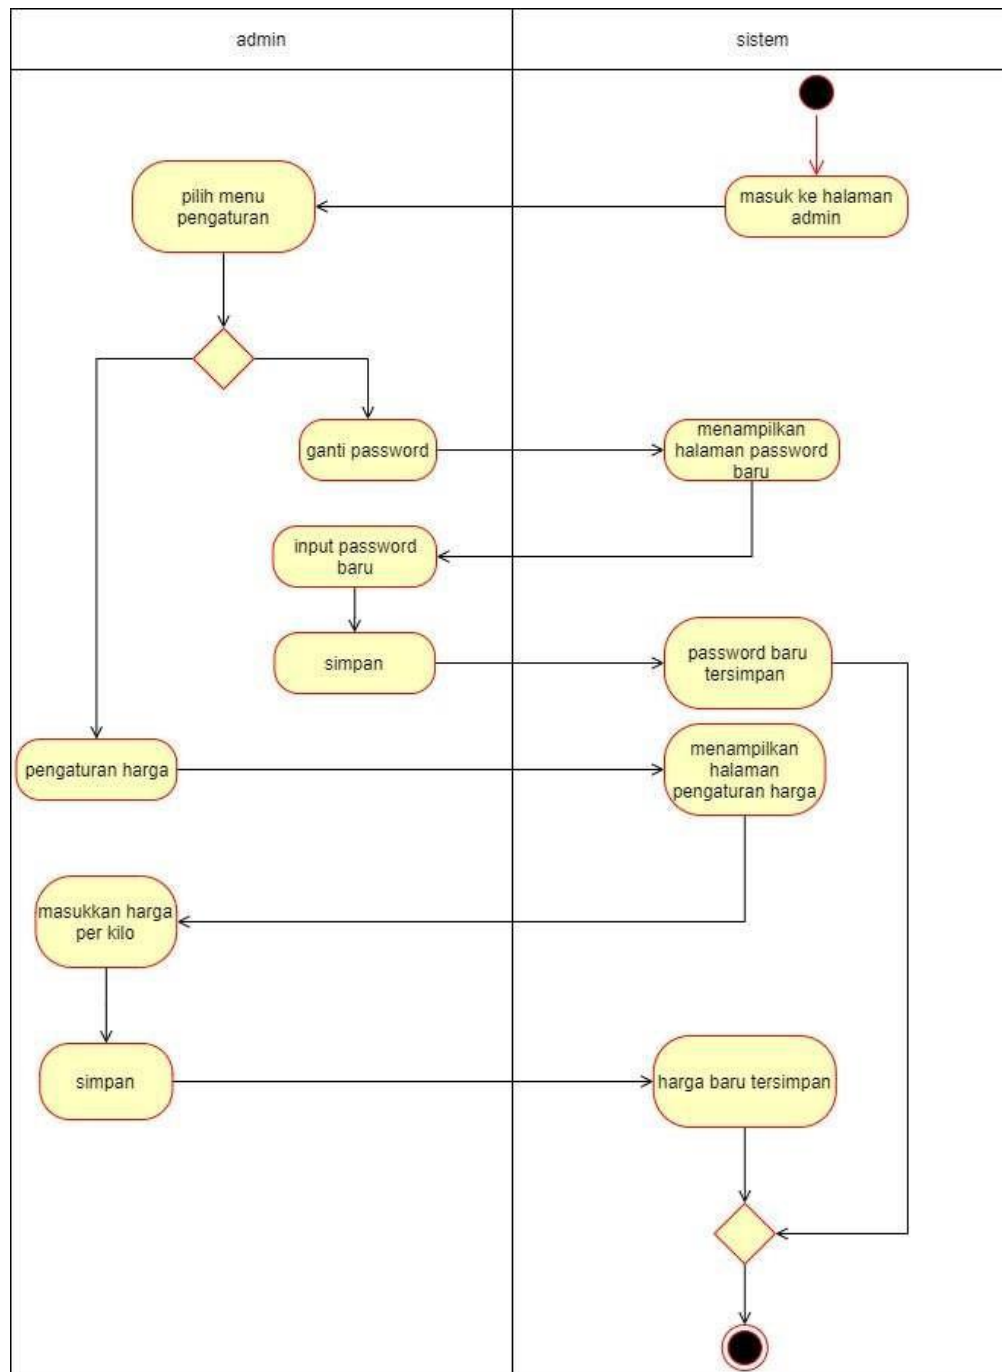 admin
sistem
masuk ke halaman
admin
pilih menu
pengaturan
ganti password
menampilkan
halaman password
baru
input password
baru
simpan
password baru
tersimpan
pengaturan harga
menampilkan
halaman
pengaturan harga
masukkan harga
per kilo
simpan
harga baru tersimpan